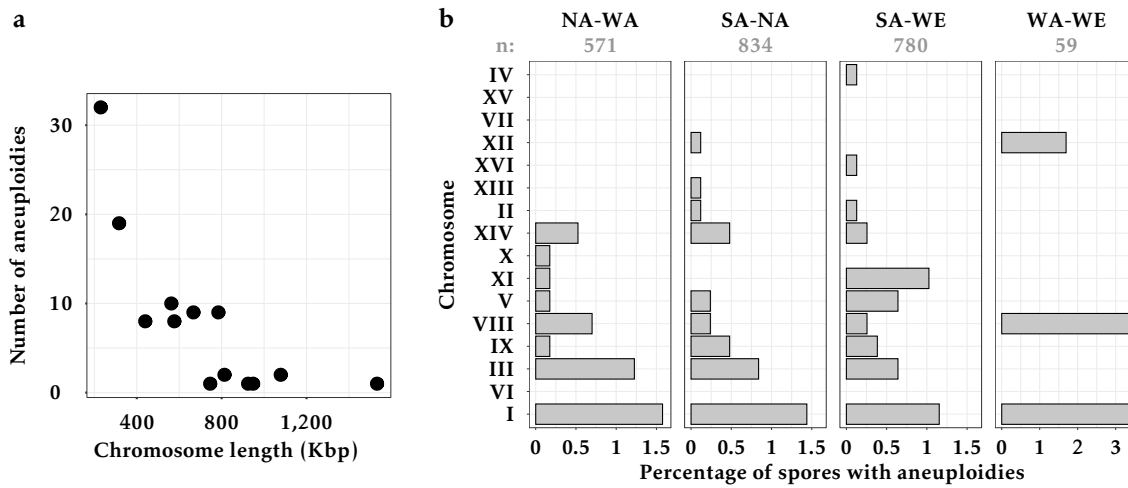 a
Number of aneuploidies
30
20
10
0
400 800 1,200
Chromosome length (Kbp)
b
NA-WA SA-NA SA-WE WA-WE
n: 571 834 780 59
Chromosome
IV
XV
VII
XII
XVI
XIII
II
XIV
X
XI
V
VIII
IX
III
VI
I
0 0.5 1 1.5 0 0.5 1 1.5 0 0.5 1 1.5 0 1 2 3
Percentage of spores with aneuploidies